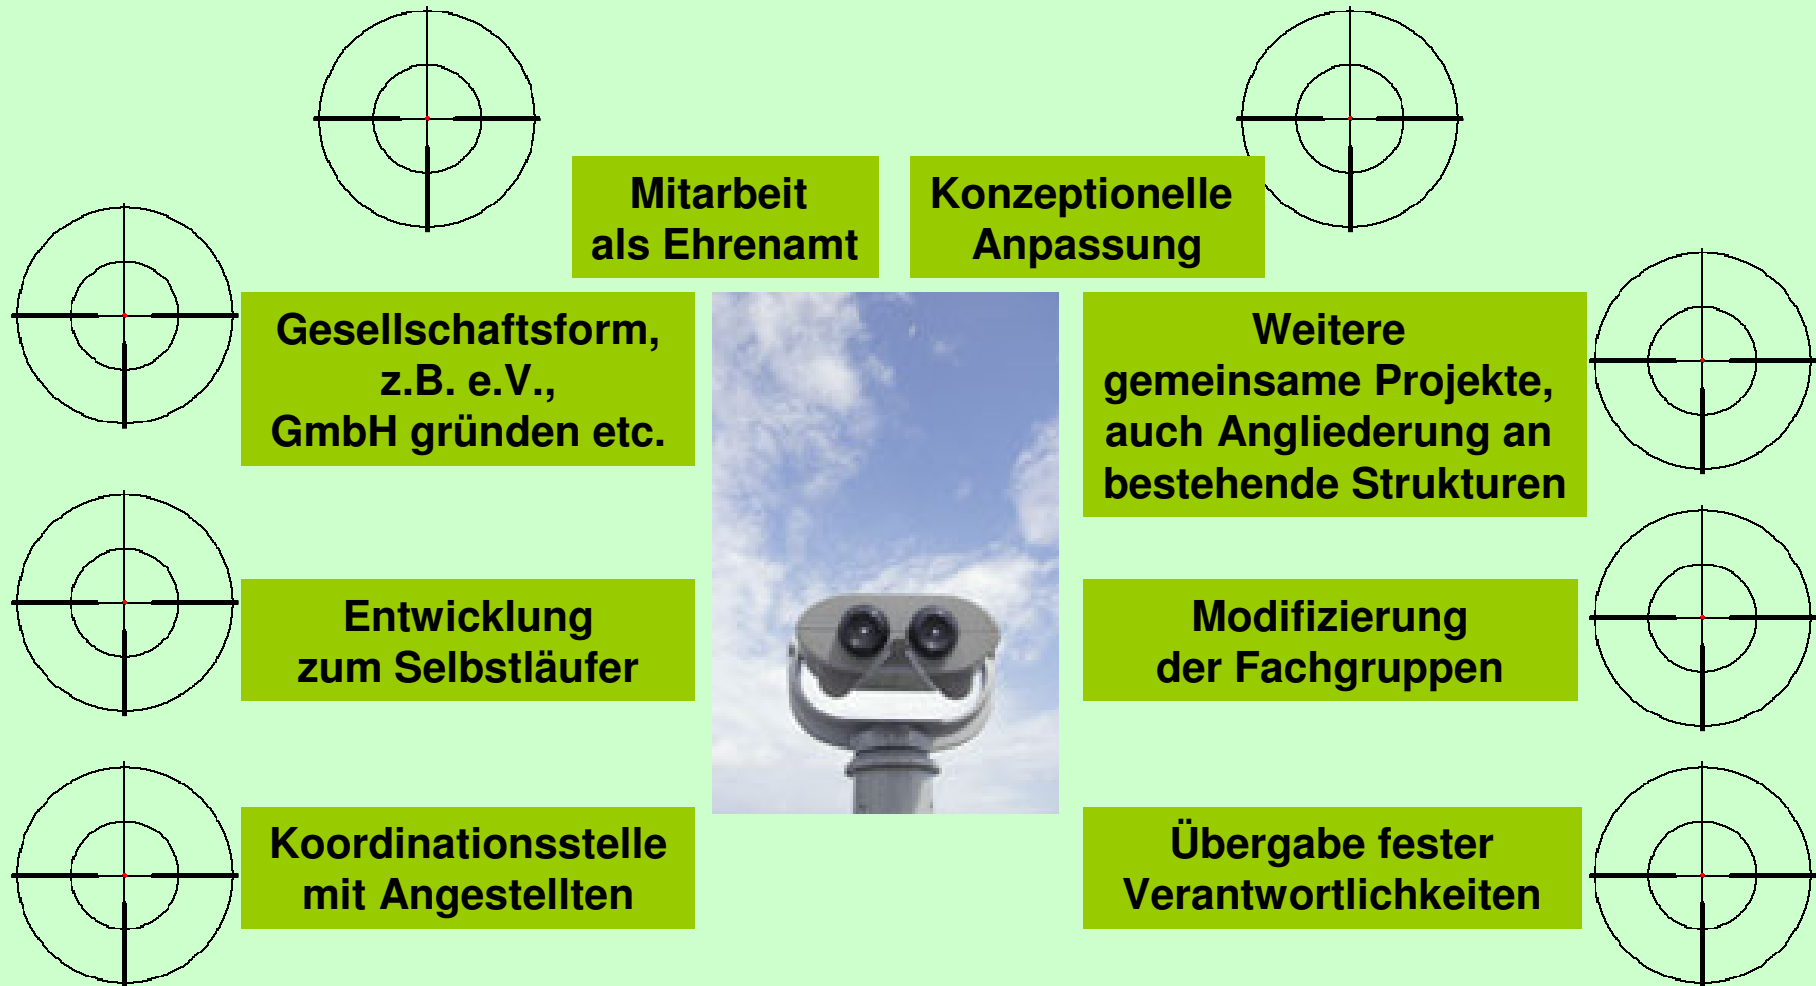 Mitarbeit
als Ehrenamt
Konzeptionelle
Anpassung
Gesellschaftsform,
z.B. e.V.,
GmbH gründen etc.
Weitere
gemeinsame Projekte,
auch Angliederung an
bestehende Strukturen
Entwicklung
zum Selbstläufer
Modifizierung
der Fachgruppen
Koordinationsstelle
mit Angestellten
Übergabe fester
Verantwortlichkeiten